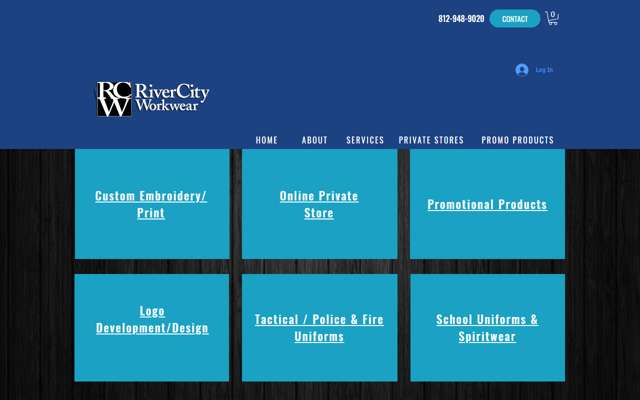 812-948-9020
CONTACT
0
Log In
RCW
RiverCity
Workwear
HOME
ABOUT
SERVICES
PRIVATE STORES
PROMO PRODUCTS
Custom Embroidery/
Print
Online Private
Store
Promotional Products
Logo
Development/Design
Tactical / Police & Fire
Uniforms
School Uniforms &
Spiritwear